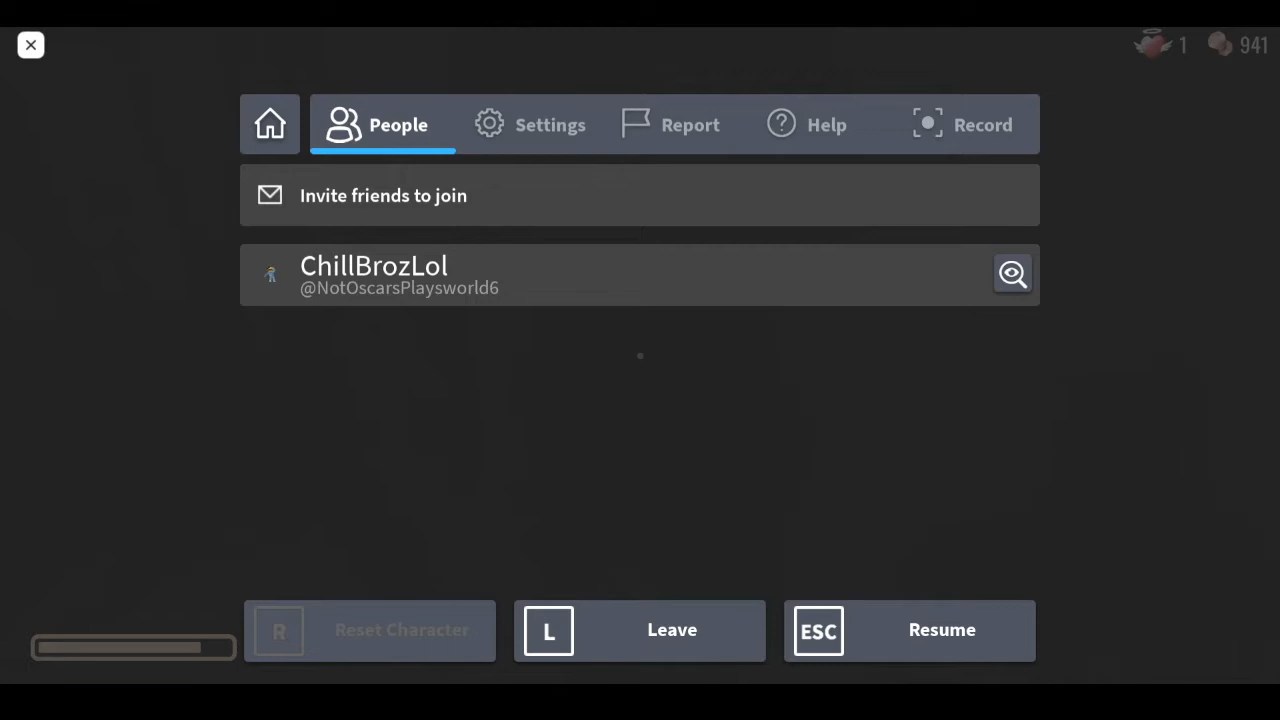 1 941
People Settings Report Help Record
Invite friends to join
ChillBrozLol
@NotOscarsPlaysworld6
R Reset Character L Leave ESC Resume